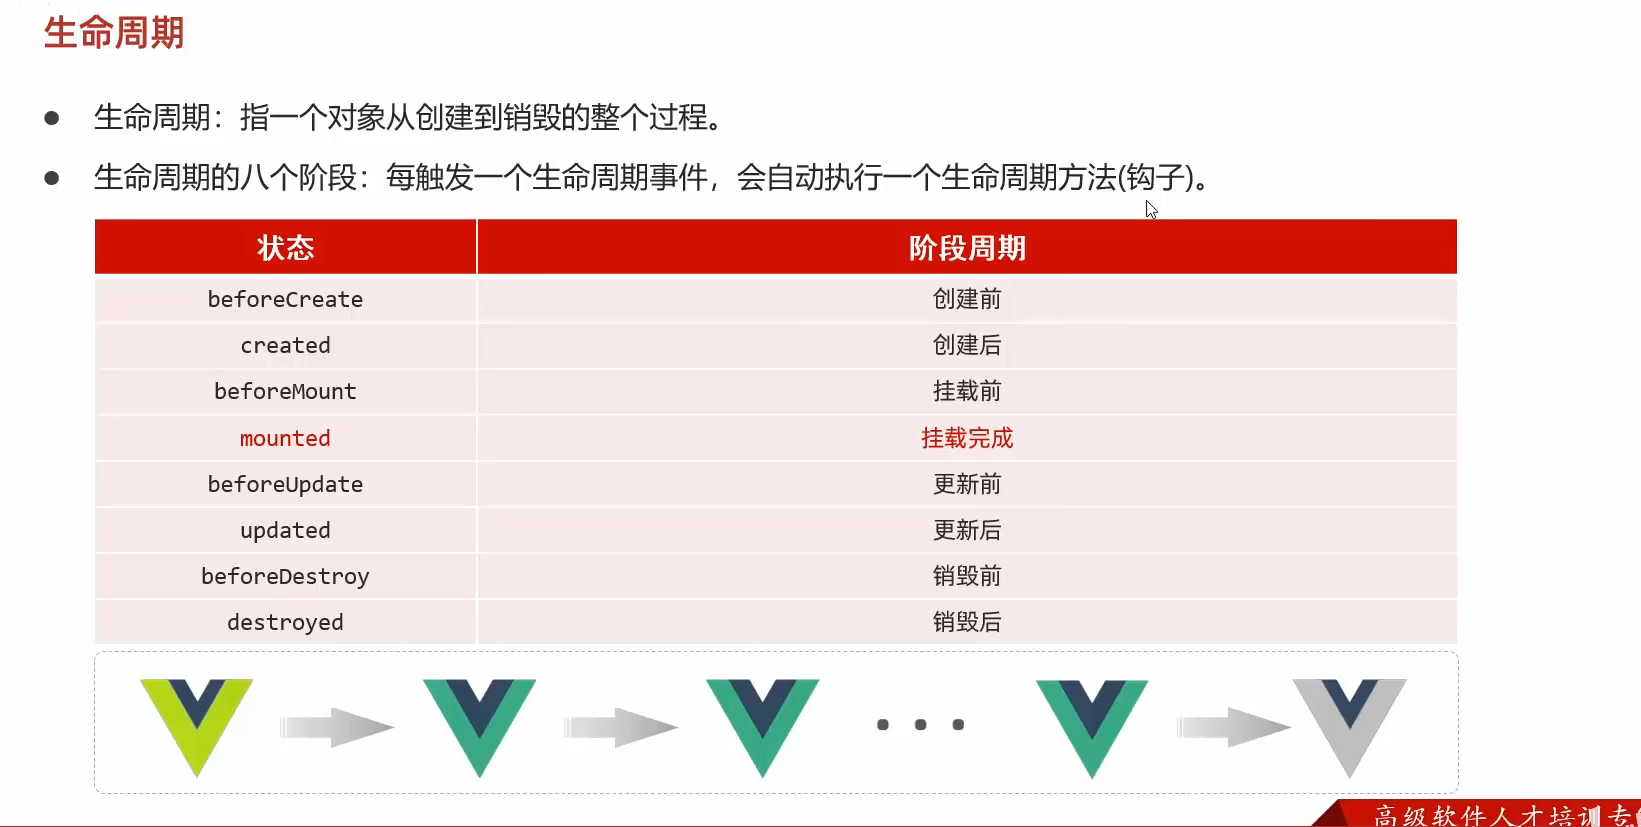 生命周期
生命周期：指一个对象从创建到销毁的整个过程。
生命周期的八个阶段：每触发一个生命周期事件，会自动执行一个生命周期方法(钩子)。
状态 阶段周期
beforeCreate 创建前
created 创建后
beforeMount 挂载前
mounted 挂载完成
beforeUpdate 更新前
updated 更新后
beforeDestroy 销毁前
destroyed 销毁后
高级软件人才培训专